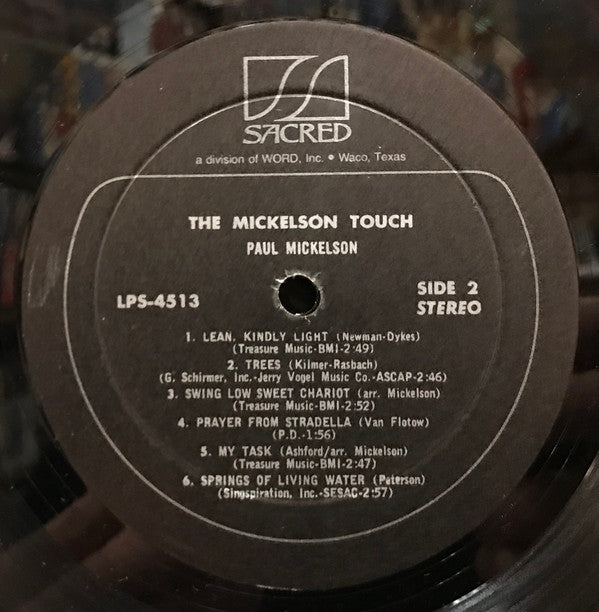 SACRED
a division of WORD, Inc. • Waco, Texas
THE MICKELSON TOUCH
PAUL MICKELSON
LPS-4513
SIDE 2
STEREO
1. LEAN, KINDLY LIGHT (Newman-Dykes)
(Treasure Music-BMI-2:49)
2. TREES (Kilmer-Rasbach)
(G. Schirmer, Inc.-Jerry Vogel Music Co.-ASCAP-2:46)
3. SWING LOW SWEET CHARIOT (arr. Mickelson)
(Treasure Music-BMI-2:52)
4. PRAYER FROM STRADELLA (Van Flotow)
(P.D.-1:56)
5. MY TASK (Ashford/arr. Mickelson)
(Treasure Music-BMI-2:47)
6. SPRINGS OF LIVING WATER (Peterson)
(Singspiration, Inc.-SESAC-2:57)